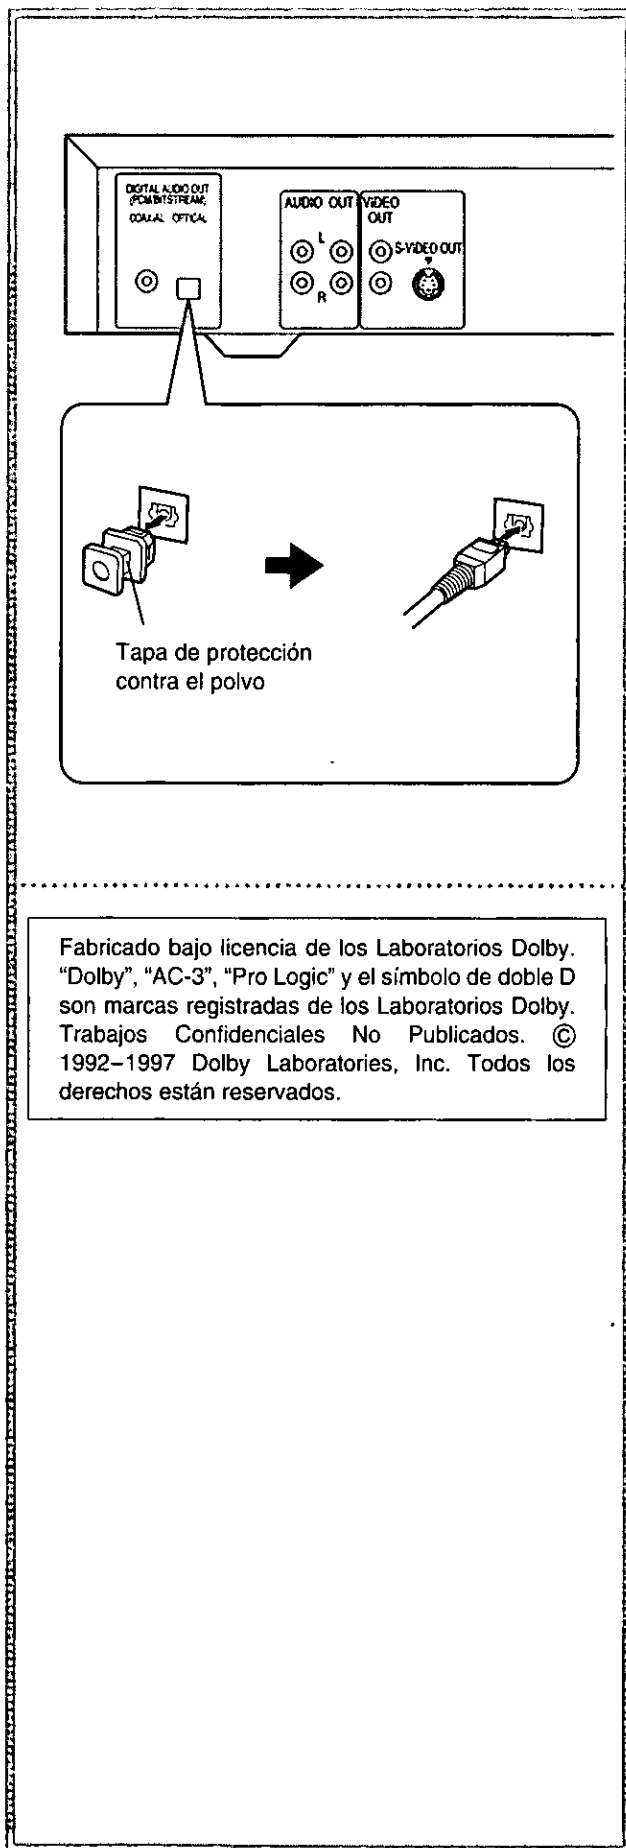 DIGITAL AUDIO OUT
(PCM/BITSTREAM)
COAXIAL OPTICAL
AUDIO OUT
L
R
VIDEO
OUT
S-VIDEO OUT
Tapa de protección
contra el polvo
Fabricado bajo licencia de los Laboratorios Dolby.
“Dolby”, “AC-3”, “Pro Logic” y el símbolo de doble D
son marcas registradas de los Laboratorios Dolby.
Trabajos Confidenciales No Publicados. ©
1992–1997 Dolby Laboratories, Inc. Todos los
derechos están reservados.